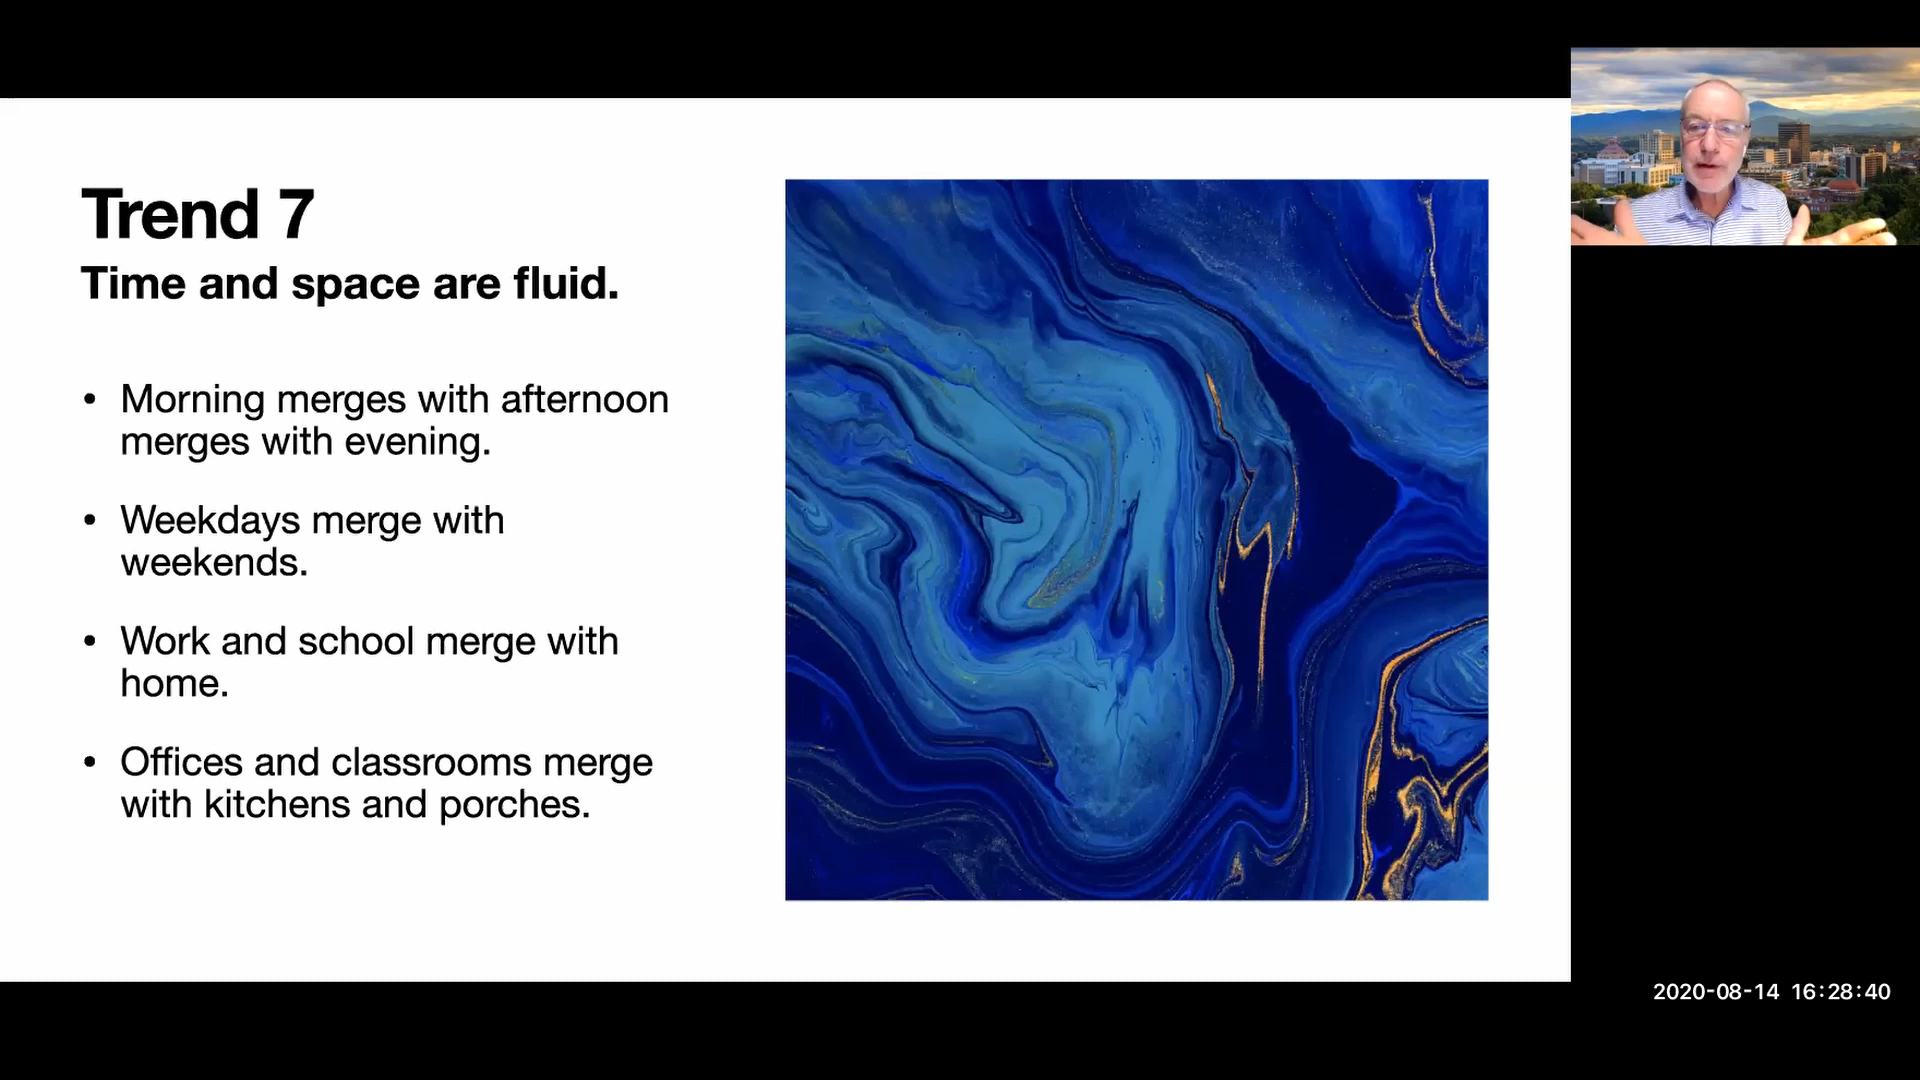 Trend 7
Time and space are fluid.
• Morning merges with afternoon
merges with evening.
• Weekdays merge with
weekends.
• Work and school merge with
home.
• Offices and classrooms merge
with kitchens and porches.
2020-08-14 16:28:40